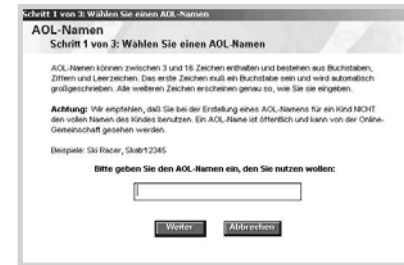 Schritt 1 von 3: Wählen Sie einen AOL-Namen
AOL-Namen
Schritt 1 von 3: Wählen Sie einen AOL-Namen
AOL-Namen können zwischen 3 und 16 Zeichen enthalten und bestehen aus Buchstaben,
Ziffern und Leerzeichen. Das erste Zeichen muß ein Buchstabe sein und wird automatisch
großgeschrieben. Alle weiteren Zeichen erscheinen genau so, wie Sie sie eingeben.
Achtung: Wir empfehlen, daß Sie bei der Erstellung eines AOL-Namens für ein Kind NICHT
den vollen Namen des Kindes benutzen. Ein AOL-Name ist öffentlich und kann von der Online-
Gemeinschaft gesehen werden.
Beispiele: Ski Racer, Skatr12345
Bitte geben Sie den AOL-Namen ein, den Sie nutzen wollen:
Weiter Abbrechen